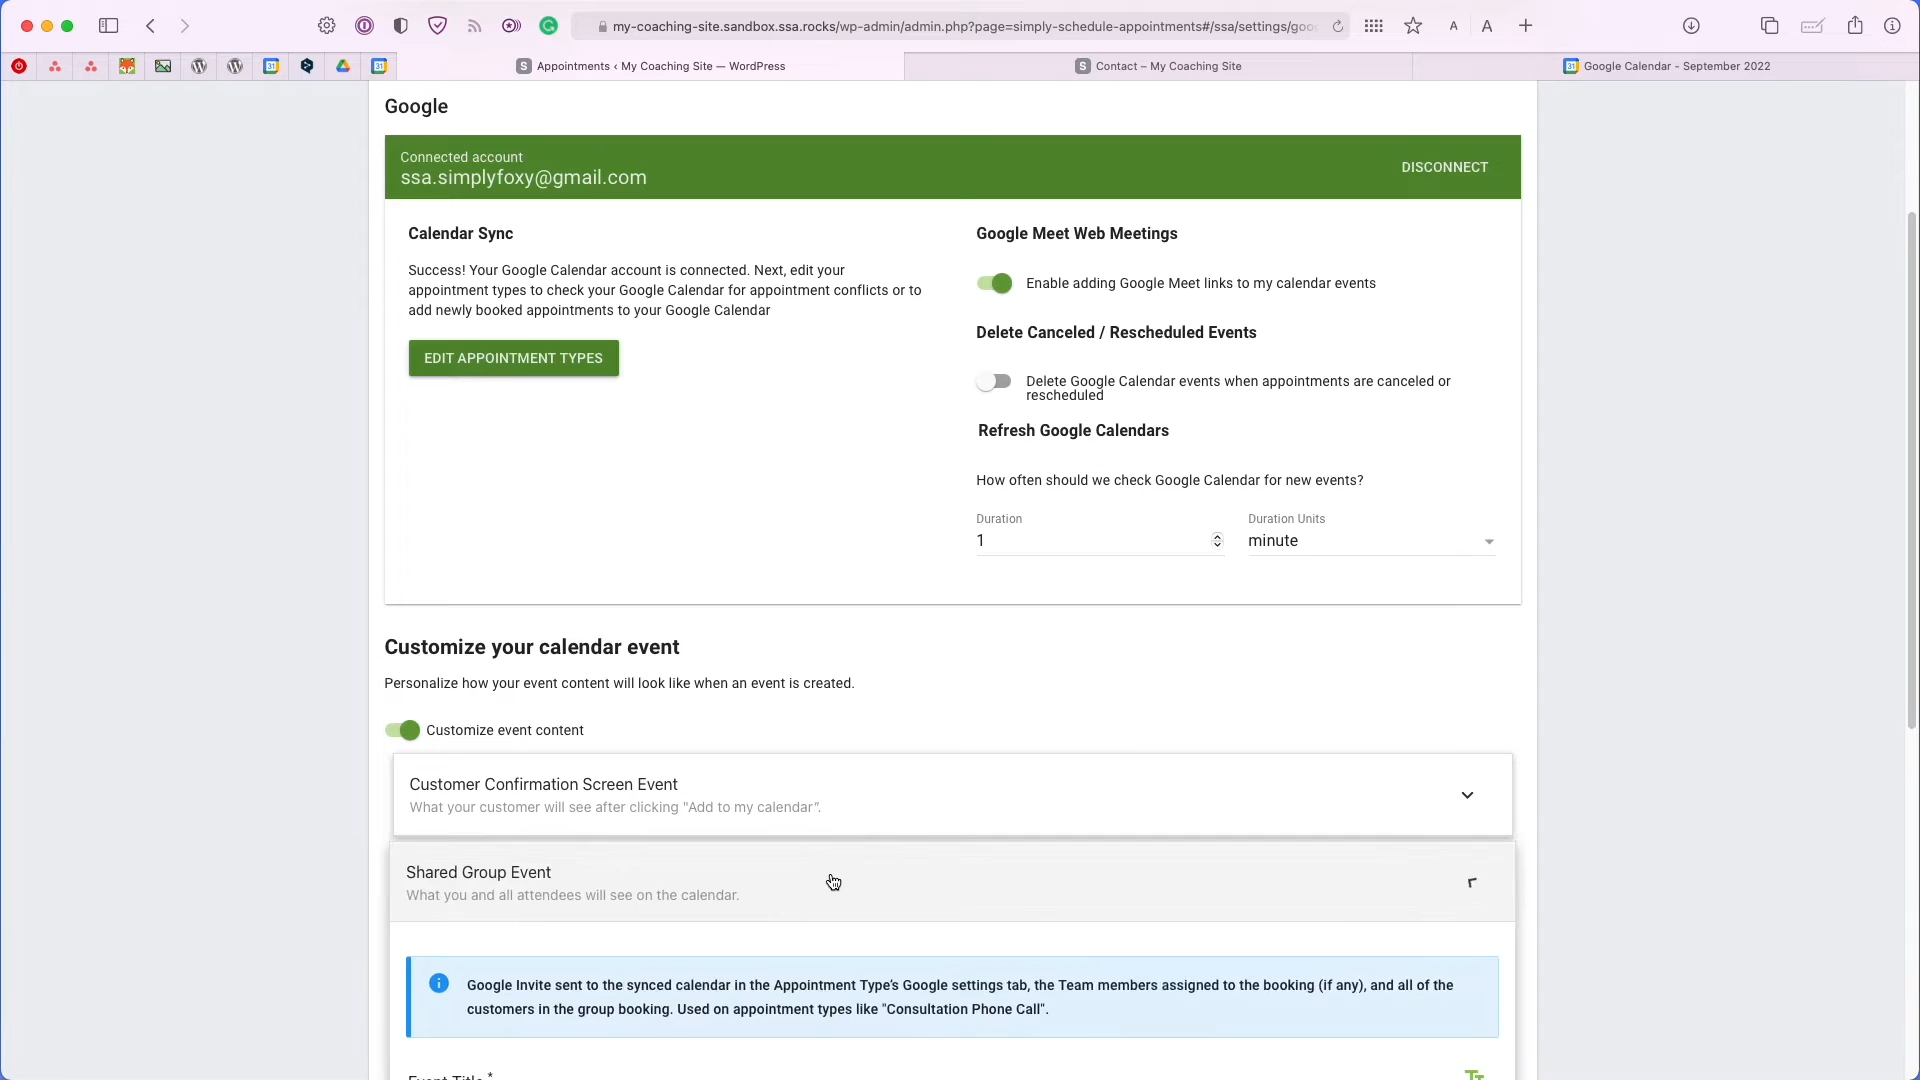 my-coaching-site.sandbox.ssa.rocks/wp-admin/admin.php?page=simply-schedule-appointments#/ssa/settings/goo
A A
Appointments ‹ My Coaching Site — WordPress
Contact – My Coaching Site
Google Calendar - September 2022
Google
Connected account
ssa.simplyfoxy@gmail.com
DISCONNECT
Calendar Sync
Success! Your Google Calendar account is connected. Next, edit your
appointment types to check your Google Calendar for appointment conflicts or to
add newly booked appointments to your Google Calendar
EDIT APPOINTMENT TYPES
Google Meet Web Meetings
Enable adding Google Meet links to my calendar events
Delete Canceled / Rescheduled Events
Delete Google Calendar events when appointments are canceled or
rescheduled
Refresh Google Calendars
How often should we check Google Calendar for new events?
Duration
1
Duration Units
minute
Customize your calendar event
Personalize how your event content will look like when an event is created.
Customize event content
Customer Confirmation Screen Event
What your customer will see after clicking "Add to my calendar”.
Shared Group Event
What you and all attendees will see on the calendar.
Google Invite sent to the synced calendar in the Appointment Type’s Google settings tab, the Team members assigned to the booking (if any), and all of the
customers in the group booking. Used on appointment types like "Consultation Phone Call".
Event Title *